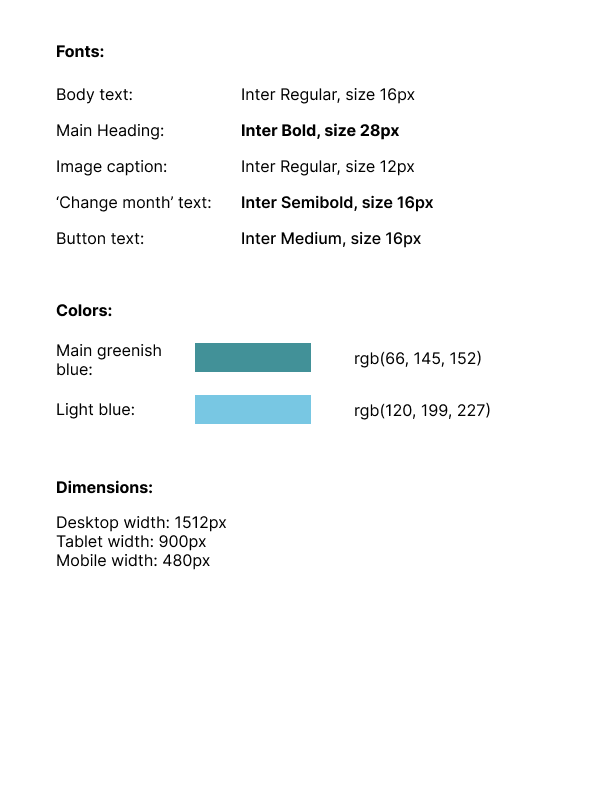 Fonts:
Body text: Inter Regular, size 16px
Main Heading: Inter Bold, size 28px
Image caption: Inter Regular, size 12px
‘Change month’ text: Inter Semibold, size 16px
Button text: Inter Medium, size 16px
Colors:
Main greenish
blue:
rgb(66, 145, 152)
Light blue: rgb(120, 199, 227)
Dimensions:
Desktop width: 1512px
Tablet width: 900px
Mobile width: 480px